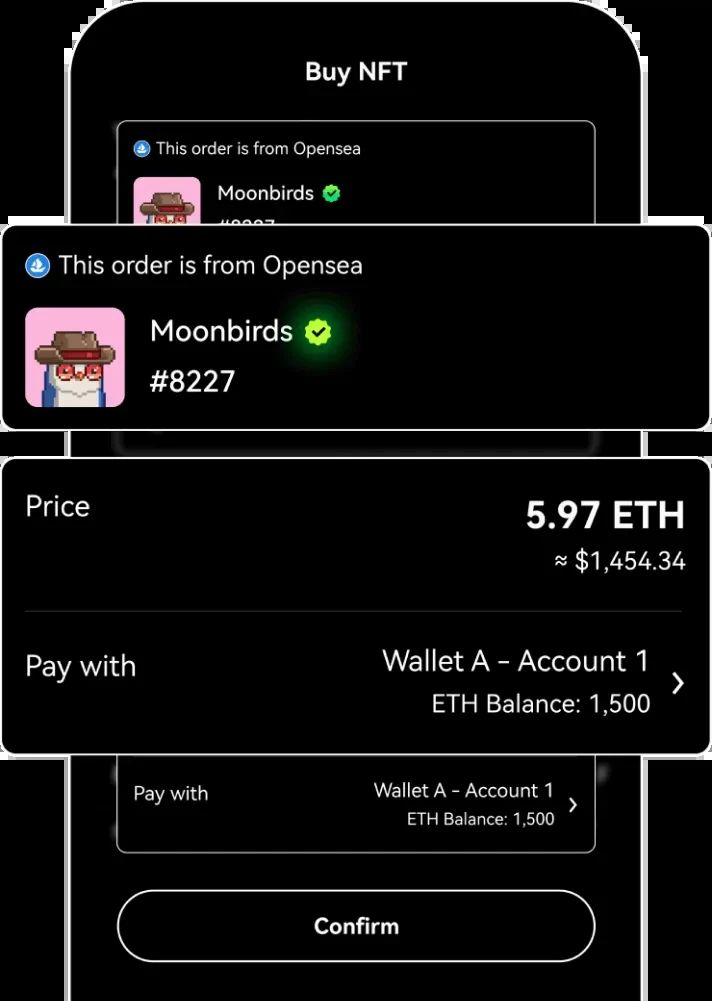 Buy NFT
This order is from Opensea
Moonbirds
#8227
This order is from Opensea
Moonbirds
#8227
Price
5.97 ETH
≈ $1,454.34
Pay with
Wallet A - Account 1
ETH Balance: 1,500
Pay with
Wallet A - Account 1
ETH Balance: 1,500
Confirm